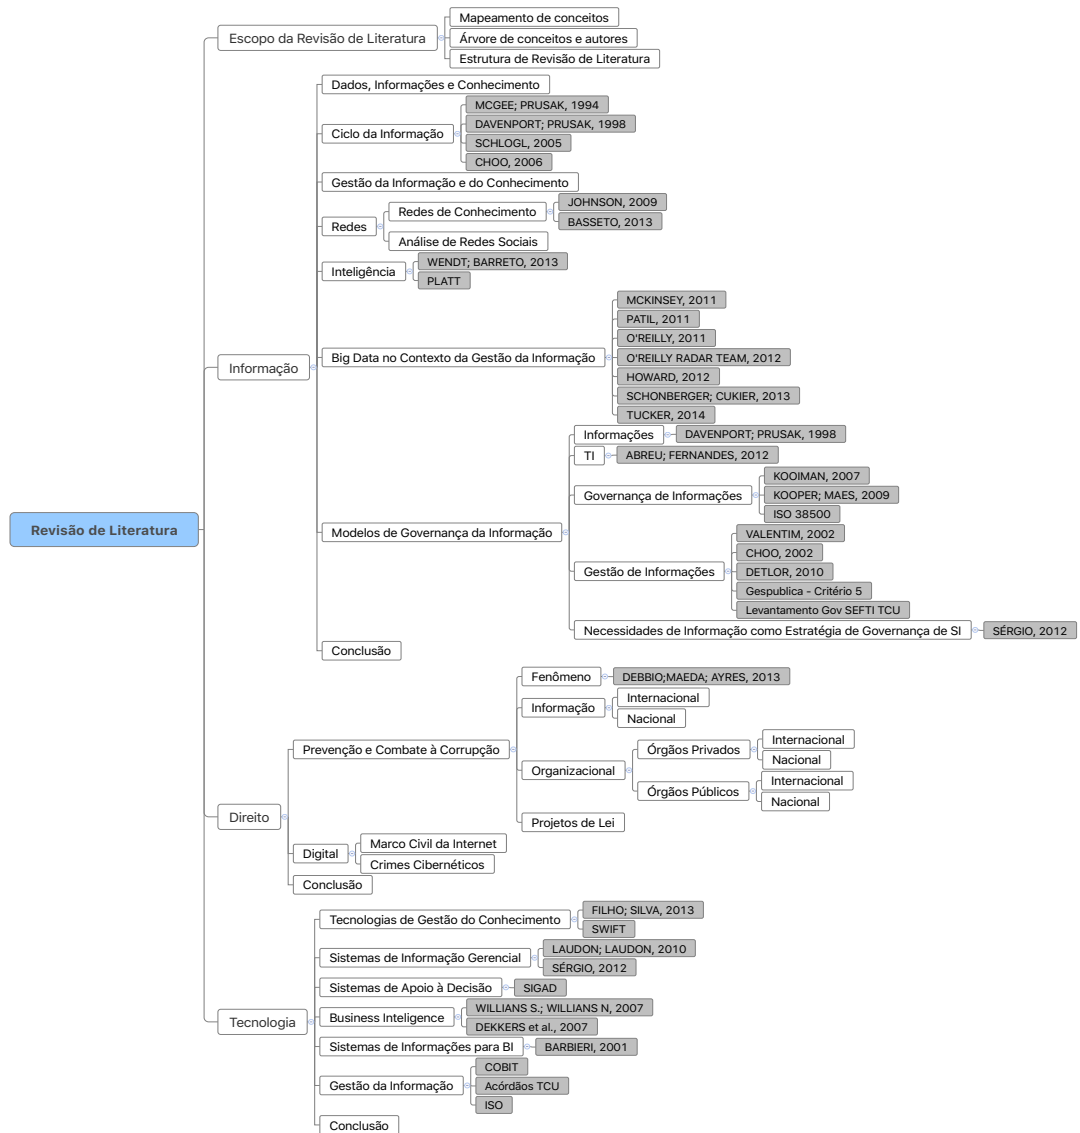 Revisão de Literatura
Escopo da Revisão de Literatura
Mapeamento de conceitos
Árvore de conceitos e autores
Estrutura de Revisão de Literatura
Informação
Dados, Informações e Conhecimento
Ciclo da Informação
MCGEE; PRUSAK, 1994
DAVENPORT; PRUSAK, 1998
SCHLOGL, 2005
CHOO, 2006
Gestão da Informação e do Conhecimento
Redes
Redes de Conhecimento
JOHNSON, 2009
BASSETO, 2013
Análise de Redes Sociais
Inteligência
WENDT; BARRETO, 2013
PLATT
Big Data no Contexto da Gestão da Informação
MCKINSEY, 2011
PATIL, 2011
O'REILLY, 2011
O'REILLY RADAR TEAM, 2012
HOWARD, 2012
SCHONBERGER; CUKIER, 2013
TUCKER, 2014
Modelos de Governança da Informação
Informações
DAVENPORT; PRUSAK, 1998
TI
ABREU; FERNANDES, 2012
Governança de Informações
KOOIMAN, 2007
KOOPER; MAES, 2009
ISO 38500
Gestão de Informações
VALENTIM, 2002
CHOO, 2002
DETLOR, 2010
Gespublica - Critério 5
Levantamento Gov SEFTI TCU
Necessidades de Informação como Estratégia de Governança de SI
SÉRGIO, 2012
Conclusão
Direito
Prevenção e Combate à Corrupção
Fenômeno
DEBBIO;MAEDA; AYRES, 2013
Informação
Internacional
Nacional
Organizacional
Órgãos Privados
Internacional
Nacional
Órgãos Públicos
Internacional
Nacional
Projetos de Lei
Digital
Marco Civil da Internet
Crimes Cibernéticos
Conclusão
Tecnologia
Tecnologias de Gestão do Conhecimento
FILHO; SILVA, 2013
SWIFT
Sistemas de Informação Gerencial
LAUDON; LAUDON, 2010
SÉRGIO, 2012
Sistemas de Apoio à Decisão
SIGAD
Business Inteligence
WILLIANS S.; WILLIANS N, 2007
DEKKERS et al., 2007
Sistemas de Informações para BI
BARBIERI, 2001
Gestão da Informação
COBIT
Acórdãos TCU
ISO
Conclusão